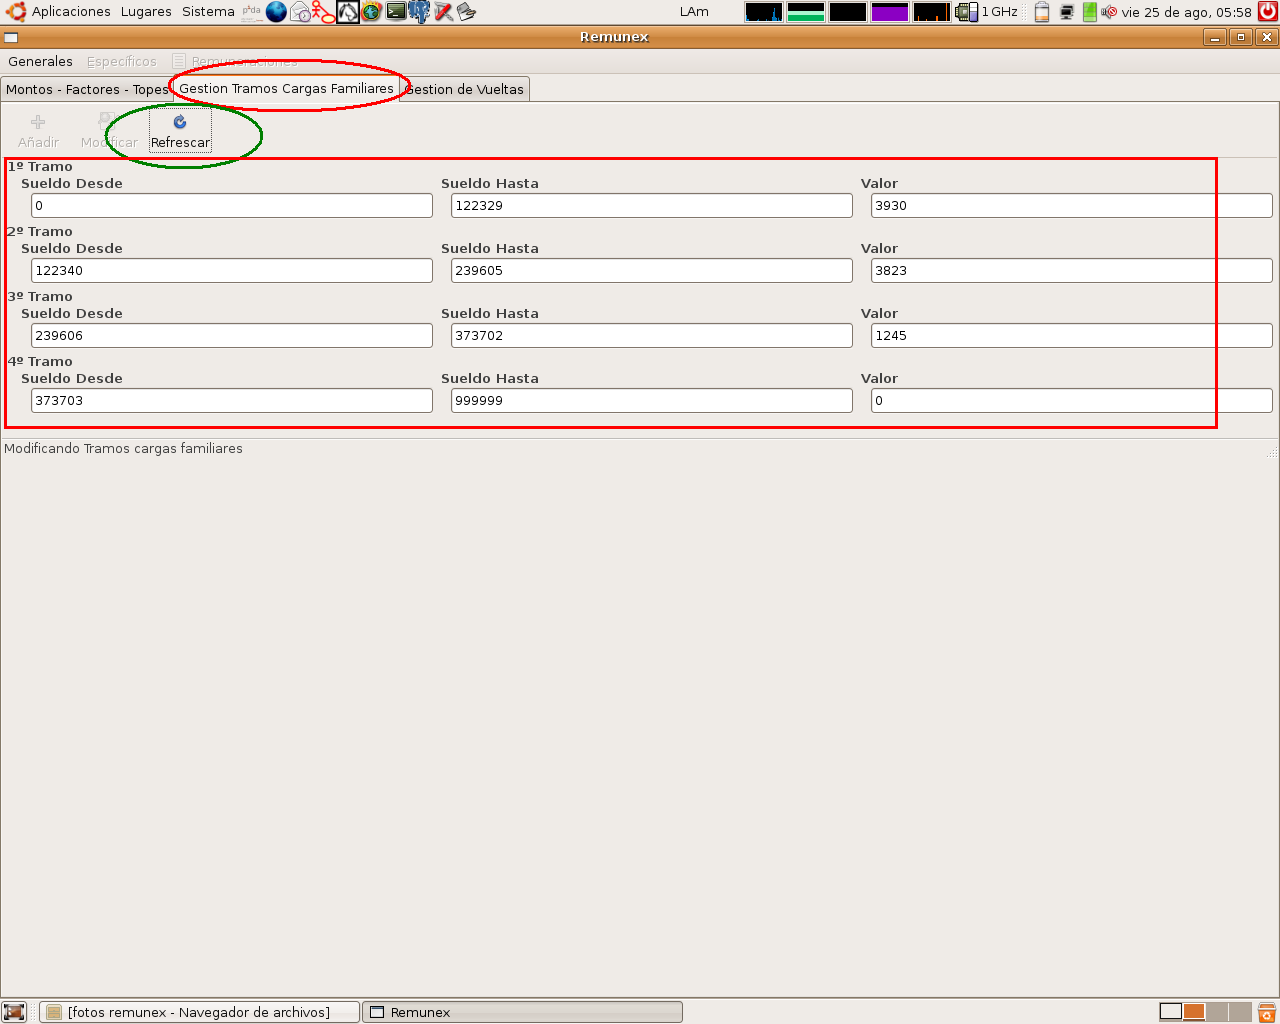 Aplicaciones Lugares Sistema LAm 1 GHz vie 25 de ago, 05:58
Remunex
Generales Específicos Remuneraciones
Montos - Factores - Topes Gestion Tramos Cargas Familiares Gestion de Vueltas
Añadir Modificar Refrescar
1º Tramo
Sueldo Desde Sueldo Hasta Valor
0 122329 3930
2º Tramo
Sueldo Desde Sueldo Hasta Valor
122340 239605 3823
3º Tramo
Sueldo Desde Sueldo Hasta Valor
239606 373702 1245
4º Tramo
Sueldo Desde Sueldo Hasta Valor
373703 999999 0
Modificando Tramos cargas familiares
[fotos remunex - Navegador de archivos] Remunex